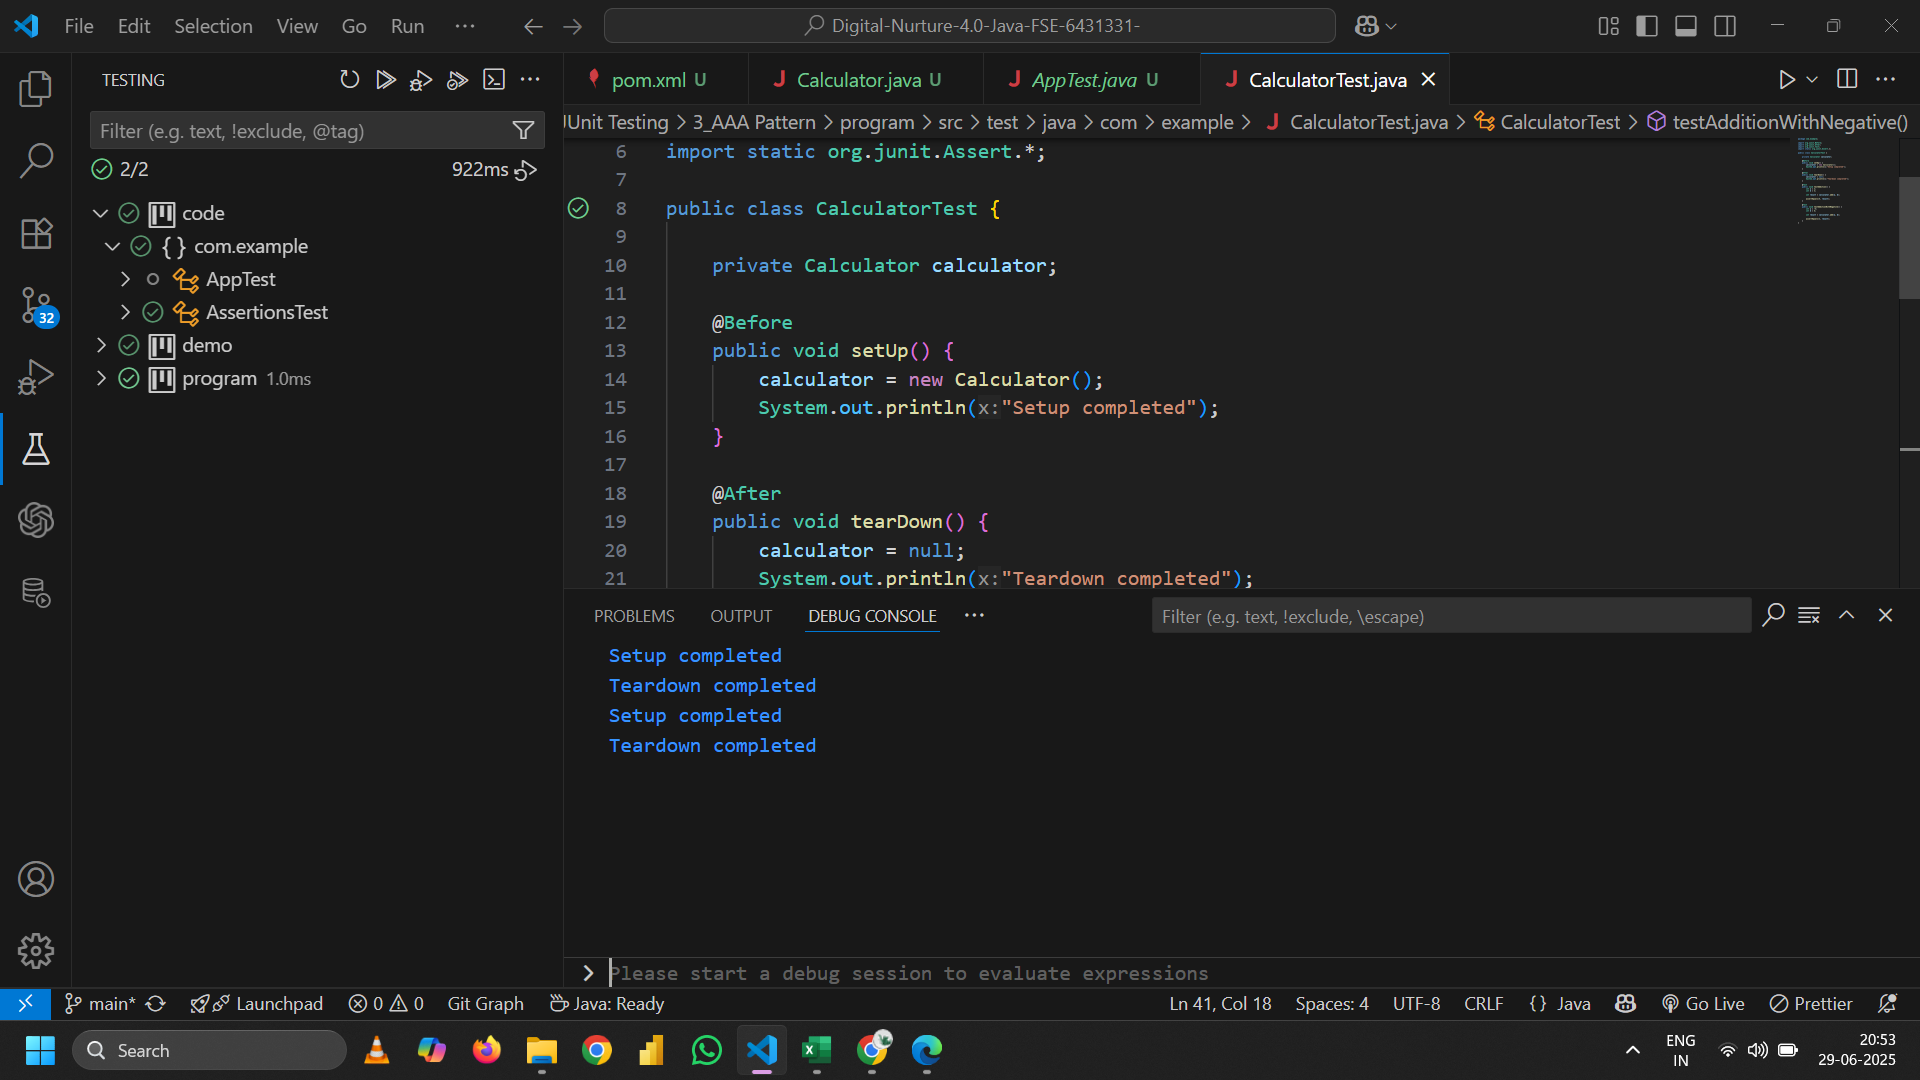 File Edit Selection View Go Run ··· Digital-Nurture-4.0-Java-FSE-6431331-
TESTING
Filter (e.g. text, !exclude, @tag)
2/2 922ms
code
{} com.example
AppTest
AssertionsTest
demo
program 1.0ms
32
pom.xml U Calculator.java U AppTest.java U CalculatorTest.java
JUnit Testing > 3_AAA Pattern > program > src > test > java > com > example > CalculatorTest.java > CalculatorTest > testAdditionWithNegative()
6 import static org.junit.Assert.*;
7
8 public class CalculatorTest {
9
10 private Calculator calculator;
11
12 @Before
13 public void setUp() {
14 calculator = new Calculator();
15 System.out.println(x:"Setup completed");
16 }
17
18 @After
19 public void tearDown() {
20 calculator = null;
21 System.out.println(x:"Teardown completed");
PROBLEMS OUTPUT DEBUG CONSOLE ··· Filter (e.g. text, !exclude, \escape)
Setup completed
Teardown completed
Setup completed
Teardown completed
> Please start a debug session to evaluate expressions
main* Launchpad 0 0 Git Graph Java: Ready Ln 41, Col 18 Spaces: 4 UTF-8 CRLF {} Java Go Live Prettier
Search ENG IN 20:53 29-06-2025